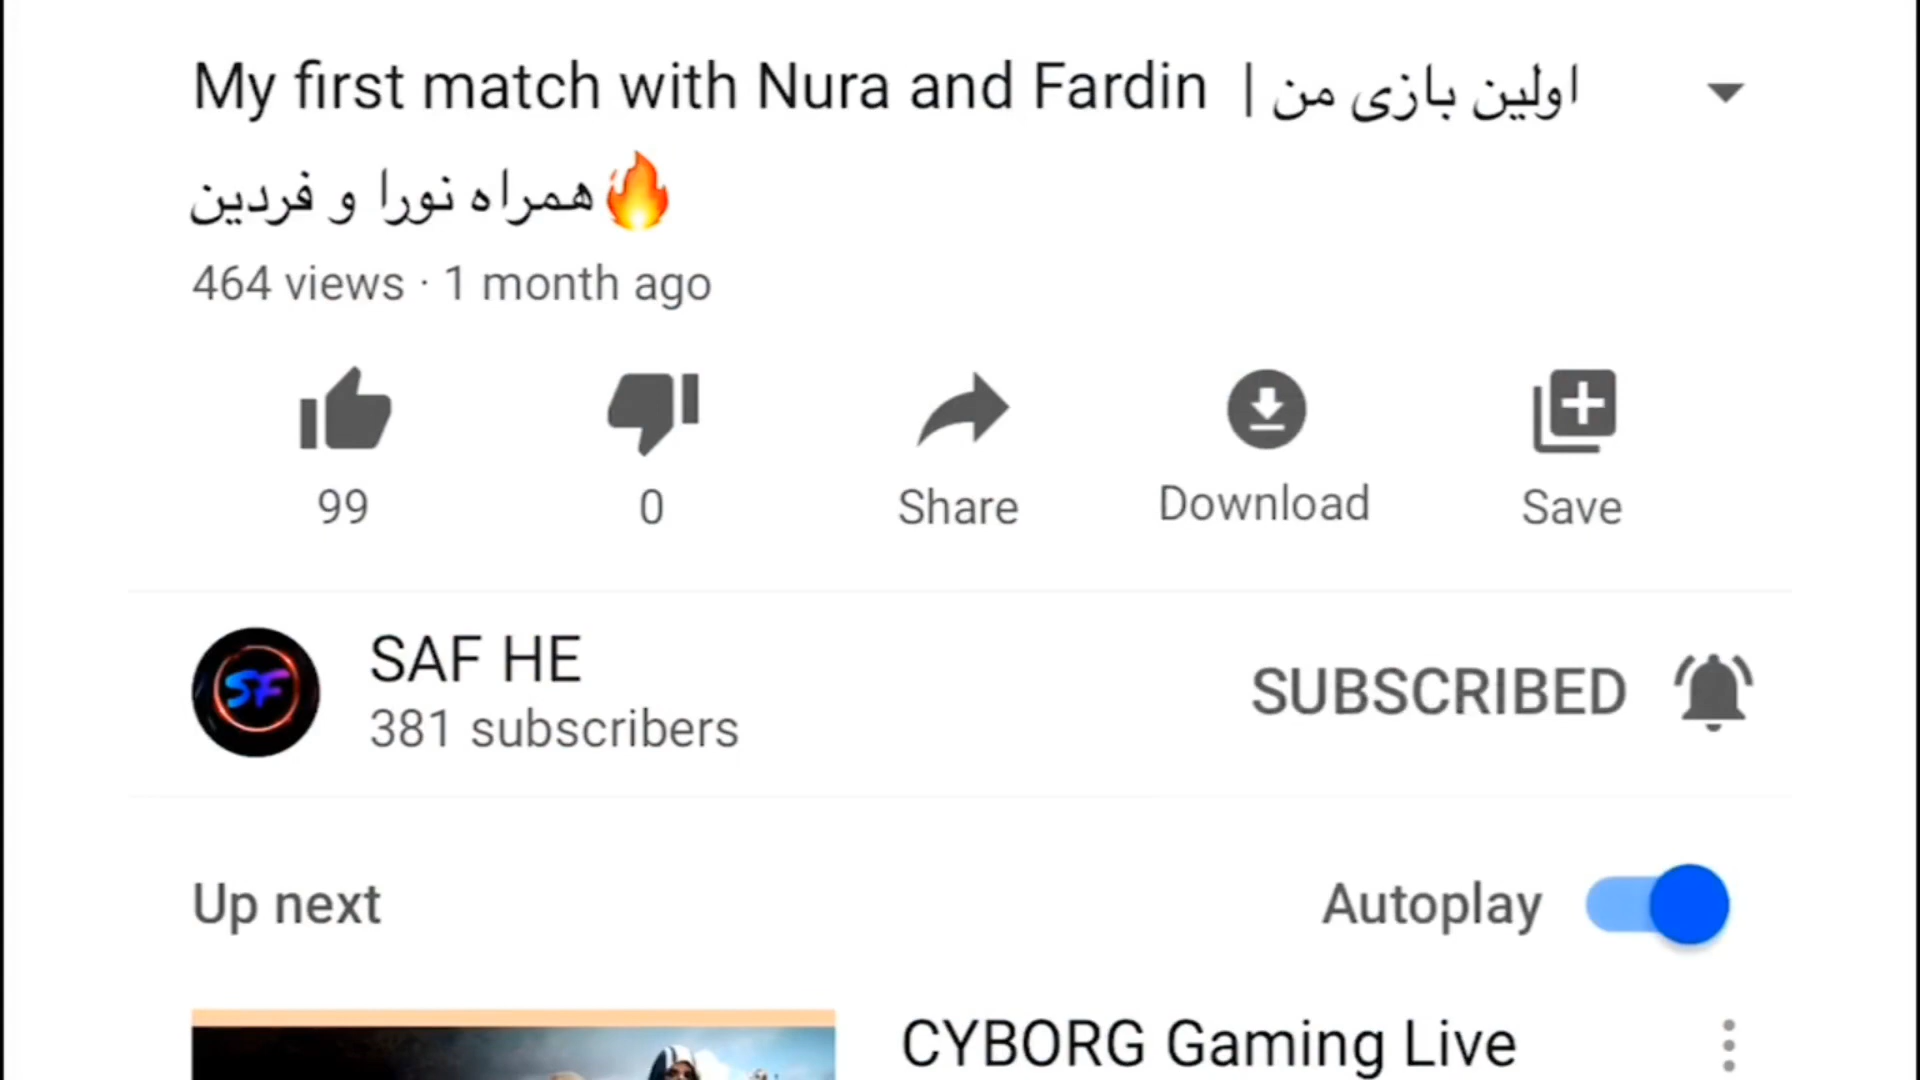 My first match with Nura and Fardin | اولین بازی من
همراه نورا و فردین🔥
464 views · 1 month ago
99
0
Share
Download
Save
SF
SAF HE
381 subscribers
SUBSCRIBED
Up next
Autoplay
CYBORG Gaming Live